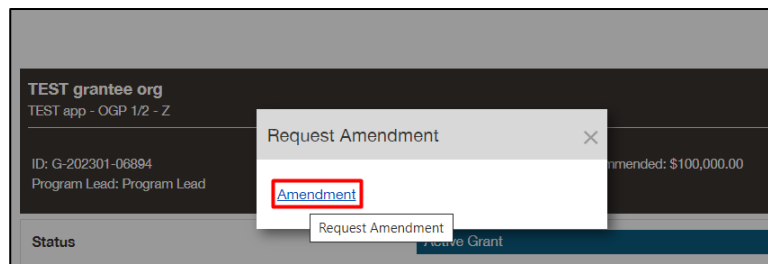 TEST grantee org
TEST app - OGP 1/2 - Z
Request Amendment
ID: G-202301-06894
mmended: $100,000.00
Program Lead: Program Lead
Amendment
Request Amendment
Status
Active Grant